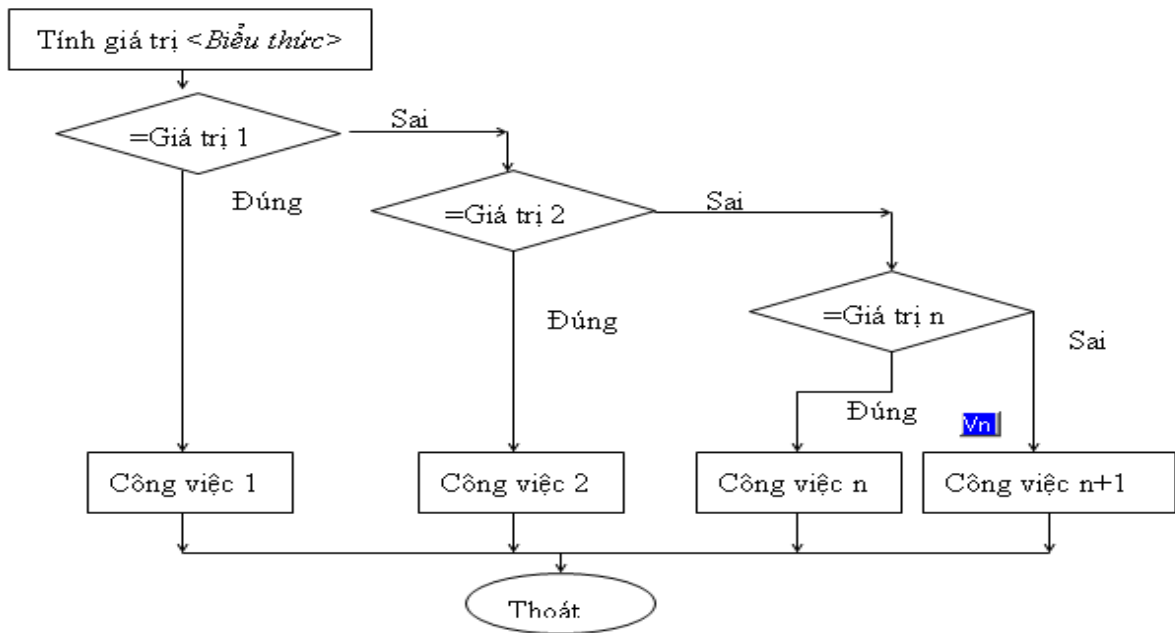 Tính giá trị <Biểu thức>
=Giá trị 1
Sai
Đúng
=Giá trị 2
Sai
Đúng
=Giá trị n
Sai
Đúng
Vn
Công việc 1
Công việc 2
Công việc n
Công việc n+1
Thoát